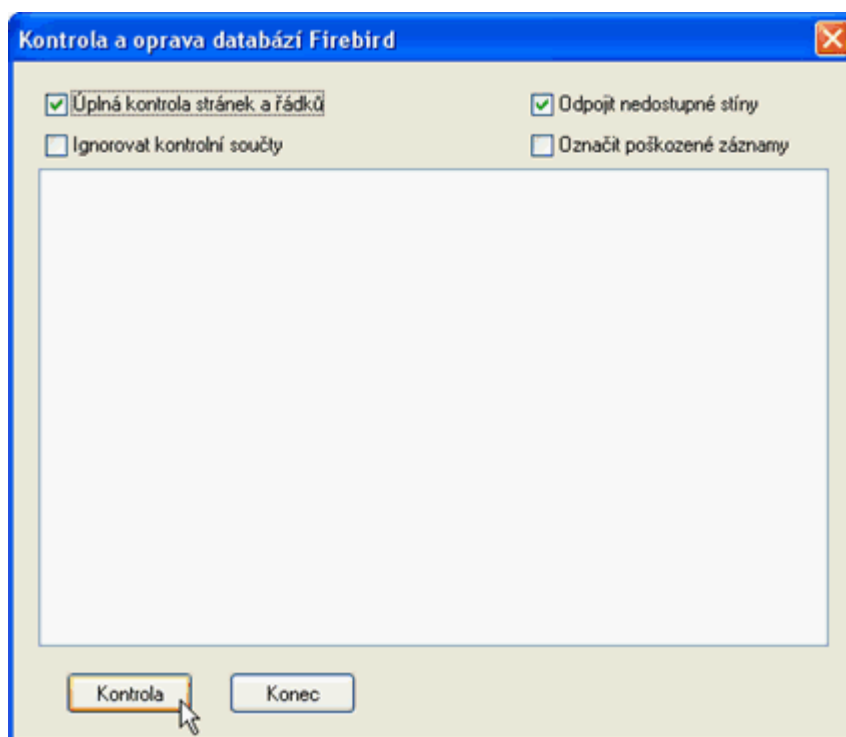 Kontrola a oprava databází Firebird
Úplná kontrola stránek a řádků
Odpojit nedostupné stíny
Ignorovat kontrolní součty
Označit poškozené záznamy
Kontrola
Konec